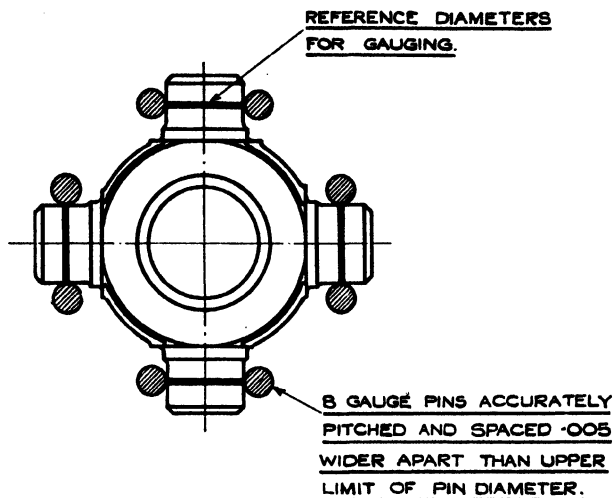 REFERENCE DIAMETERS
FOR GAUGING.
8 GAUGE PINS ACCURATELY
PITCHED AND SPACED ·005
WIDER APART THAN UPPER
LIMIT OF PIN DIAMETER.